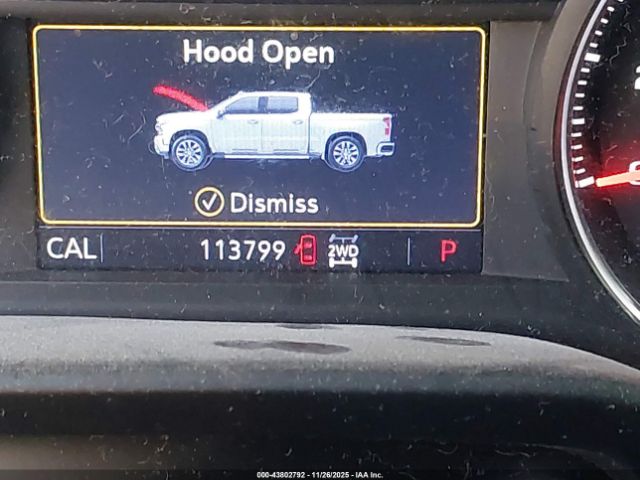 Hood Open
Dismiss
CAL 113799 2WD P
000-43802792 - 11/26/2025 - IAA Inc.